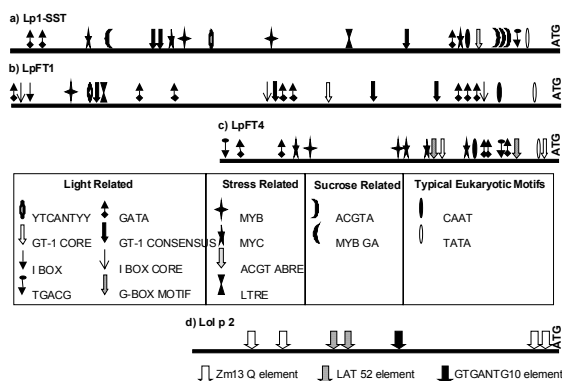 a) Lp1-SST
ATG
b) LpFT1
ATG
c) LpFT4
ATG
Light Related
Stress Related
Sucrose Related
Typical Eukaryotic Motifs
YTCANTYY
GATA
MYB
ACGTA
CAAT
GT-1 CORE
GT-1 CONSENSUS
MYC
MYB GA
TATA
I BOX
I BOX CORE
ACGT ABRE
TGACG
G-BOX MOTIF
LTRE
d) Lol p 2
ATG
Zm13 Q element
LAT 52 element
GTGANTG10 element